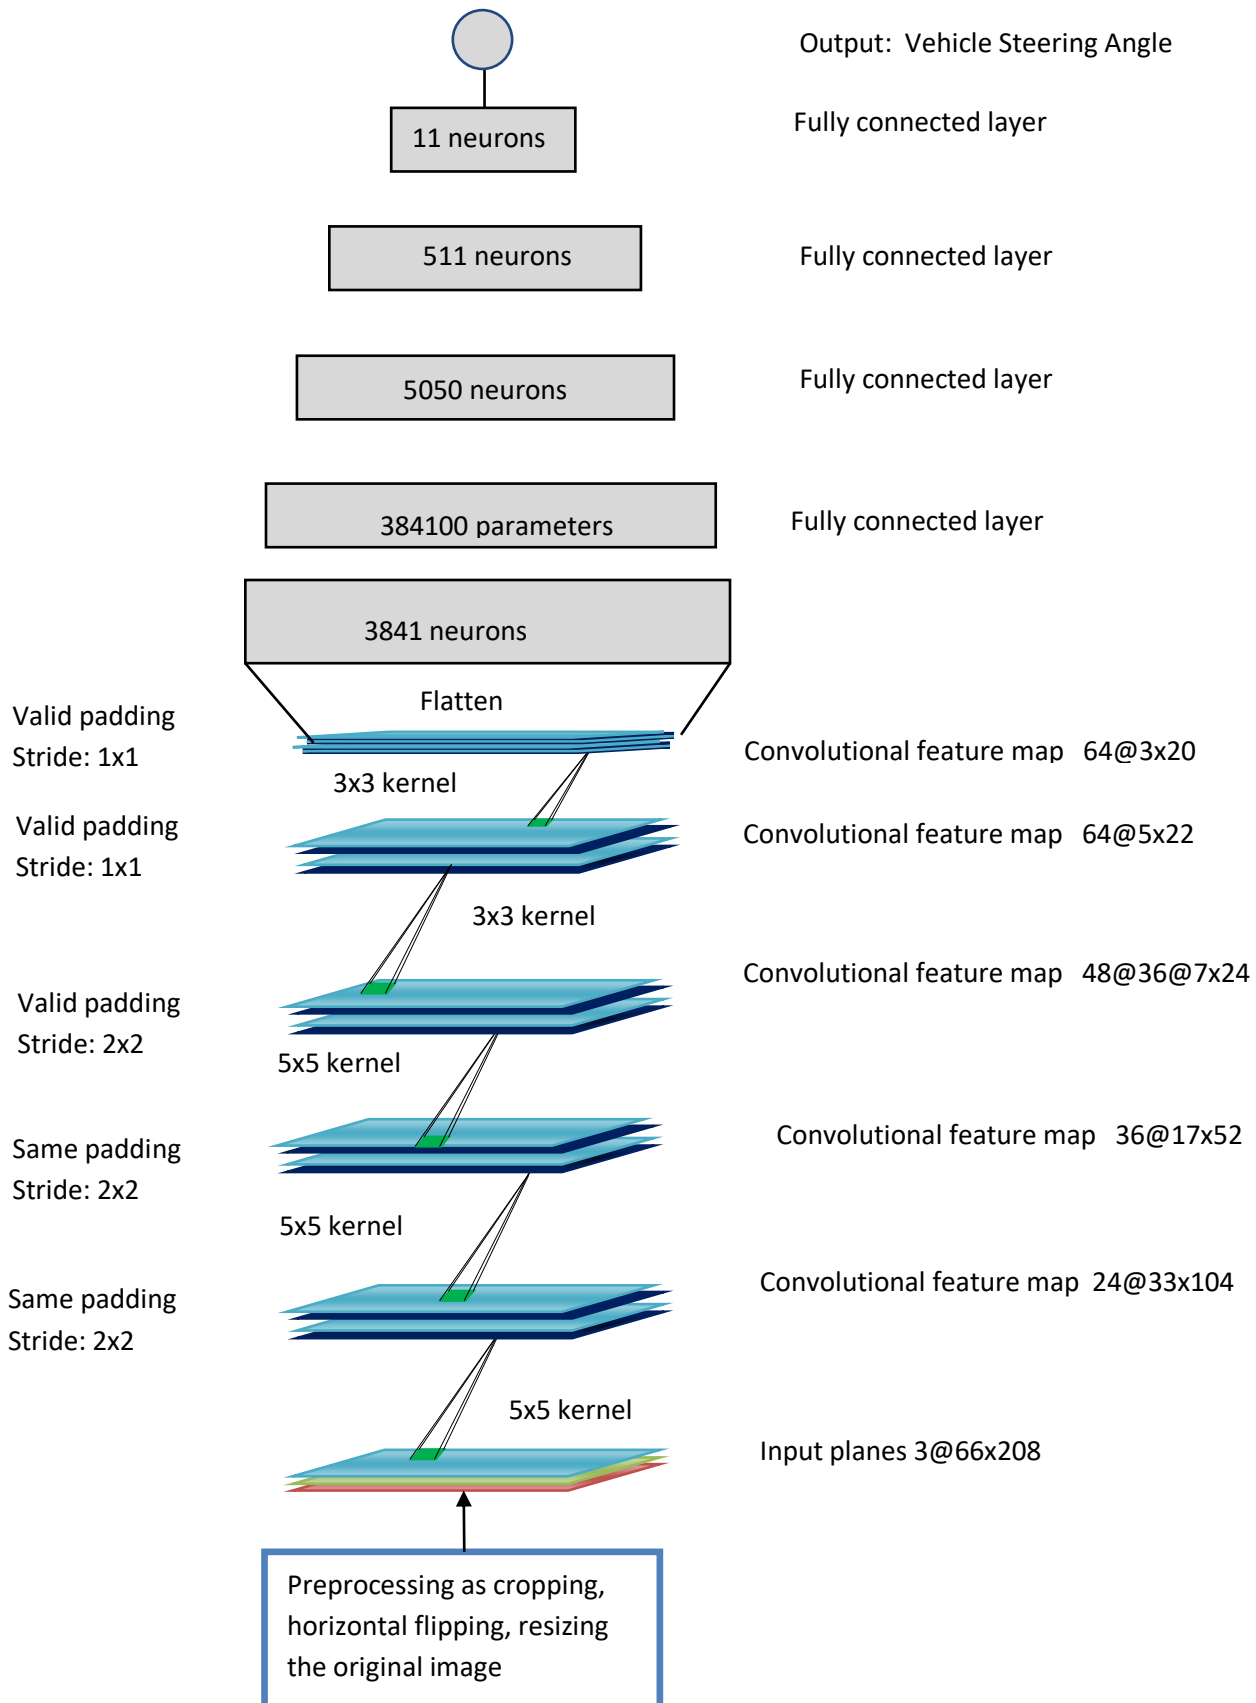 Output:  Vehicle Steering Angle
11 neurons
Fully connected layer
511 neurons
Fully connected layer
5050 neurons
Fully connected layer
384100 parameters
Fully connected layer
3841 neurons
Flatten
Valid padding
Stride: 1x1
3x3 kernel
Convolutional feature map   64@3x20
Valid padding
Stride: 1x1
Convolutional feature map   64@5x22
3x3 kernel
Convolutional feature map   48@36@7x24
Valid padding
Stride: 2x2
5x5 kernel
Same padding
Stride: 2x2
Convolutional feature map   36@17x52
5x5 kernel
Convolutional feature map  24@33x104
Same padding
Stride: 2x2
5x5 kernel
Input planes 3@66x208
Preprocessing as cropping,
horizontal flipping, resizing
the original image